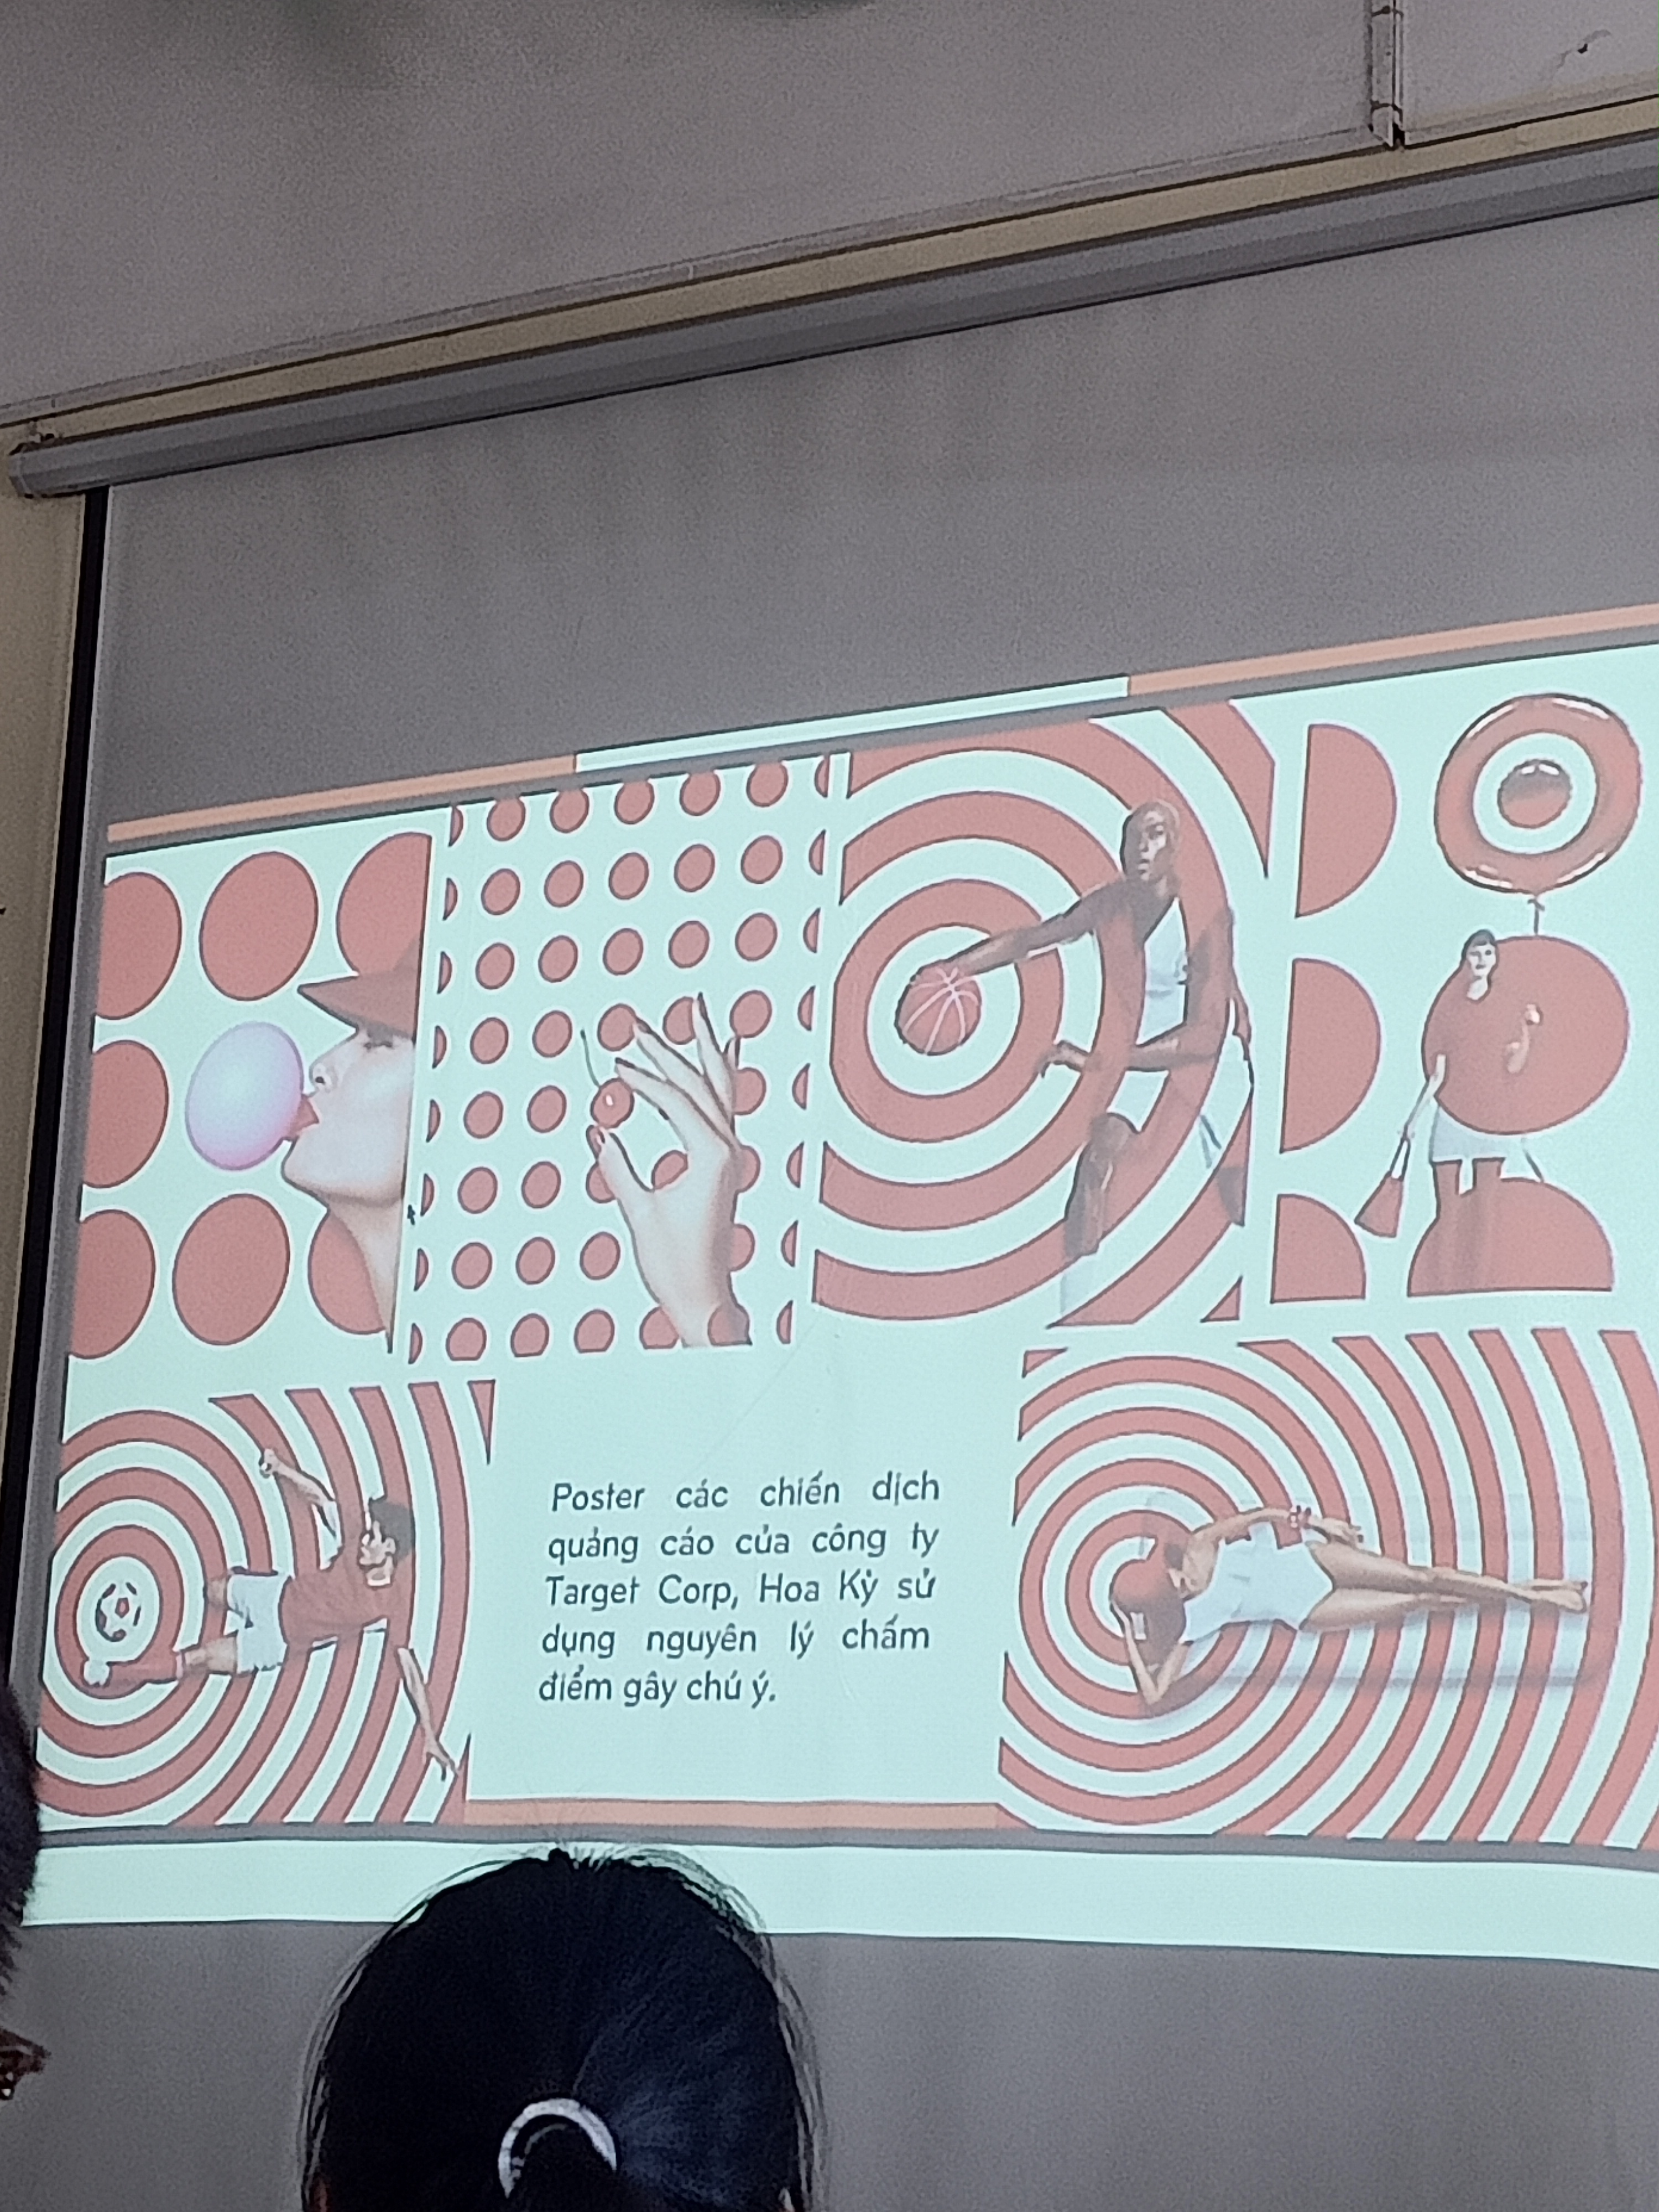 Poster các chiến dịch
quảng cáo của công ty
Target Corp, Hoa Kỳ sử
dụng nguyên lý chấm
điểm gây chú ý.